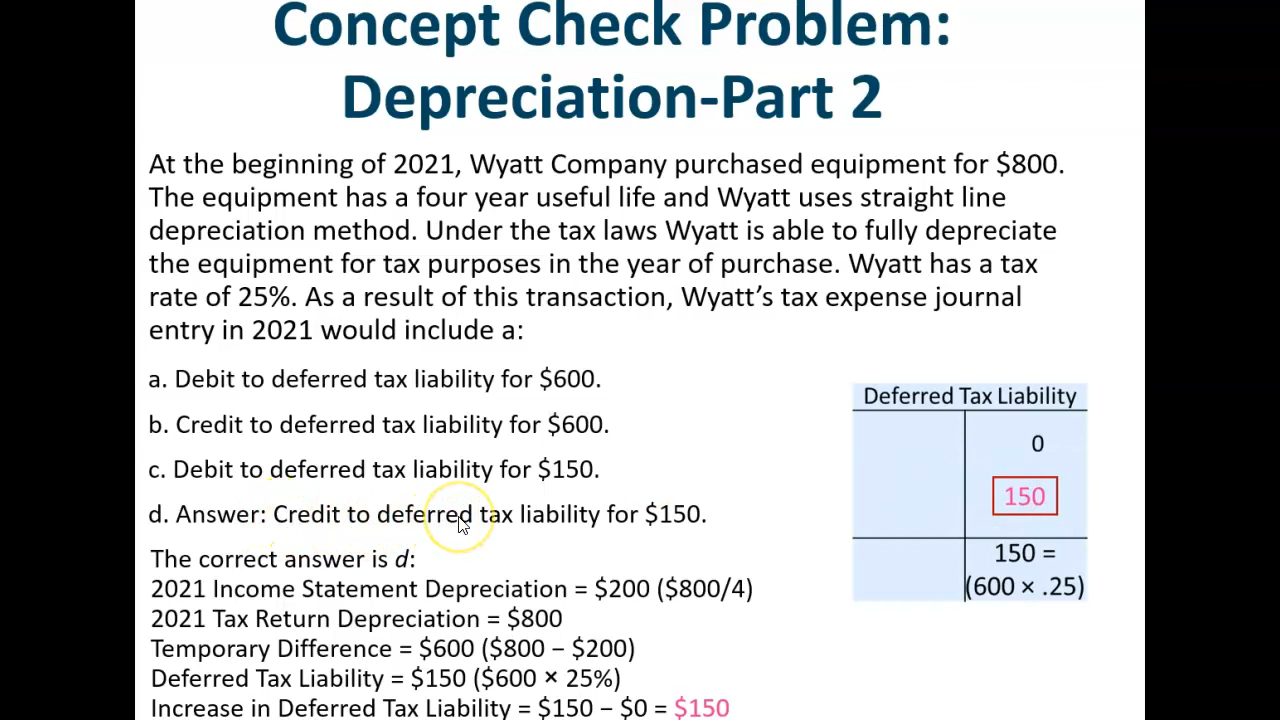 Concept Check Problem:
Depreciation-Part 2
At the beginning of 2021, Wyatt Company purchased equipment for $800.
The equipment has a four year useful life and Wyatt uses straight line
depreciation method. Under the tax laws Wyatt is able to fully depreciate
the equipment for tax purposes in the year of purchase. Wyatt has a tax
rate of 25%. As a result of this transaction, Wyatt’s tax expense journal
entry in 2021 would include a:
a. Debit to deferred tax liability for $600.
b. Credit to deferred tax liability for $600.
c. Debit to deferred tax liability for $150.
d. Answer: Credit to deferred tax liability for $150.
The correct answer is d:
2021 Income Statement Depreciation = $200 ($800/4)
2021 Tax Return Depreciation = $800
Temporary Difference = $600 ($800 − $200)
Deferred Tax Liability = $150 ($600 × 25%)
Increase in Deferred Tax Liability = $150 − $0 = $150
Deferred Tax Liability
0
150
150 =
(600 × .25)